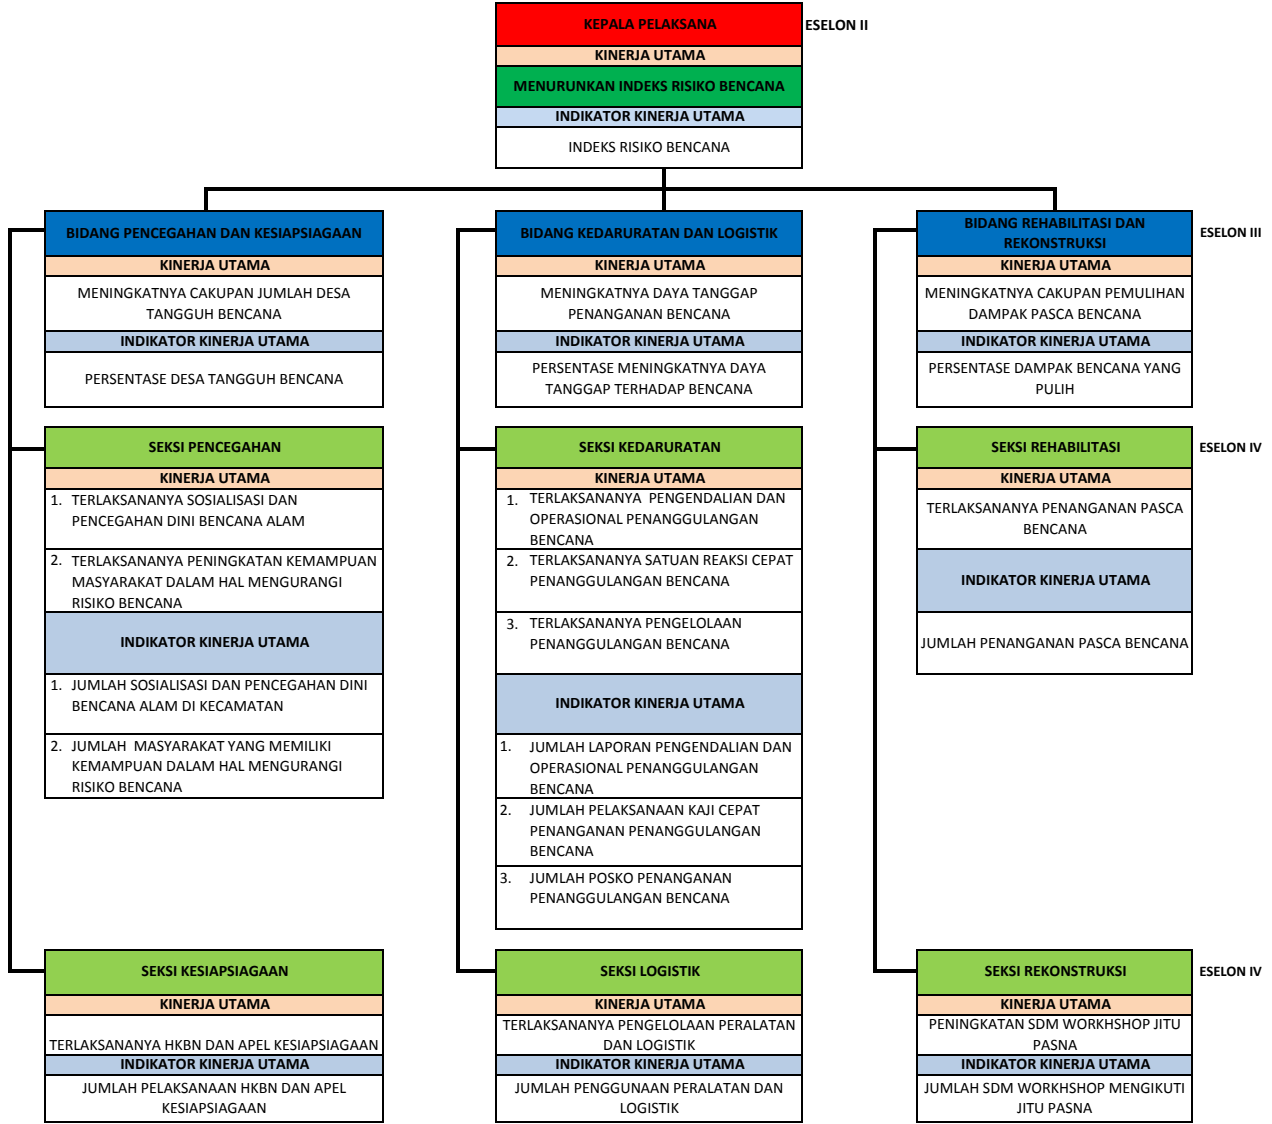 KEPALA PELAKSANA
ESELON II
KINERJA UTAMA
MENURUNKAN INDEKS RISIKO BENCANA
INDIKATOR KINERJA UTAMA
INDEKS RISIKO BENCANA
BIDANG PENCEGAHAN DAN KESIAPSIAGAAN
KINERJA UTAMA
MENINGKATNYA CAKUPAN JUMLAH DESA
TANGGUH BENCANA
INDIKATOR KINERJA UTAMA
PERSENTASE DESA TANGGUH BENCANA
BIDANG KEDARURATAN DAN LOGISTIK
KINERJA UTAMA
MENINGKATNYA DAYA TANGGAP
PENANGANAN BENCANA
INDIKATOR KINERJA UTAMA
PERSENTASE MENINGKATNYA DAYA
TANGGAP TERHADAP BENCANA
BIDANG REHABILITASI DAN
REKONSTRUKSI
ESELON III
KINERJA UTAMA
MENINGKATNYA CAKUPAN PEMULIHAN
DAMPAK PASCA BENCANA
INDIKATOR KINERJA UTAMA
PERSENTASE DAMPAK BENCANA YANG
PULIH
SEKSI PENCEGAHAN
KINERJA UTAMA
1. TERLAKSANANYA SOSIALISASI DAN
PENCEGAHAN DINI BENCANA ALAM
2. TERLAKSANANYA PENINGKATAN KEMAMPUAN
MASYARAKAT DALAM HAL MENGURANGI
RISIKO BENCANA
INDIKATOR KINERJA UTAMA
1. JUMLAH SOSIALISASI DAN PENCEGAHAN DINI
BENCANA ALAM DI KECAMATAN
2. JUMLAH MASYARAKAT YANG MEMILIKI
KEMAMPUAN DALAM HAL MENGURANGI
RISIKO BENCANA
SEKSI KEDARURATAN
KINERJA UTAMA
1. TERLAKSANANYA PENGENDALIAN DAN
OPERASIONAL PENANGGULANGAN
BENCANA
2. TERLAKSANANYA SATUAN REAKSI CEPAT
PENANGGULANGAN BENCANA
3. TERLAKSANANYA PENGELOLAAN
PENANGGULANGAN BENCANA
INDIKATOR KINERJA UTAMA
1. JUMLAH LAPORAN PENGENDALIAN DAN
OPERASIONAL PENANGGULANGAN
BENCANA
2. JUMLAH PELAKSANAAN KAJI CEPAT
PENANGANAN PENANGGULANGAN
BENCANA
3. JUMLAH POSKO PENANGANAN
PENANGGULANGAN BENCANA
SEKSI REHABILITASI
ESELON IV
KINERJA UTAMA
TERLAKSANANYA PENANGANAN PASCA
BENCANA
INDIKATOR KINERJA UTAMA
JUMLAH PENANGANAN PASCA BENCANA
SEKSI KESIAPSIAGAAN
KINERJA UTAMA
TERLAKSANANYA HKBN DAN APEL KESIAPSIAGAAN
INDIKATOR KINERJA UTAMA
JUMLAH PELAKSANAAN HKBN DAN APEL
KESIAPSIAGAAN
SEKSI LOGISTIK
KINERJA UTAMA
TERLAKSANANYA PENGELOLAAN PERALATAN
DAN LOGISTIK
INDIKATOR KINERJA UTAMA
JUMLAH PENGGUNAAN PERALATAN DAN
LOGISTIK
SEKSI REKONSTRUKSI
ESELON IV
KINERJA UTAMA
PENINGKATAN SDM WORKHSHOP JITU
PASNA
INDIKATOR KINERJA UTAMA
JUMLAH SDM WORKHSHOP MENGIKUTI
JITU PASNA